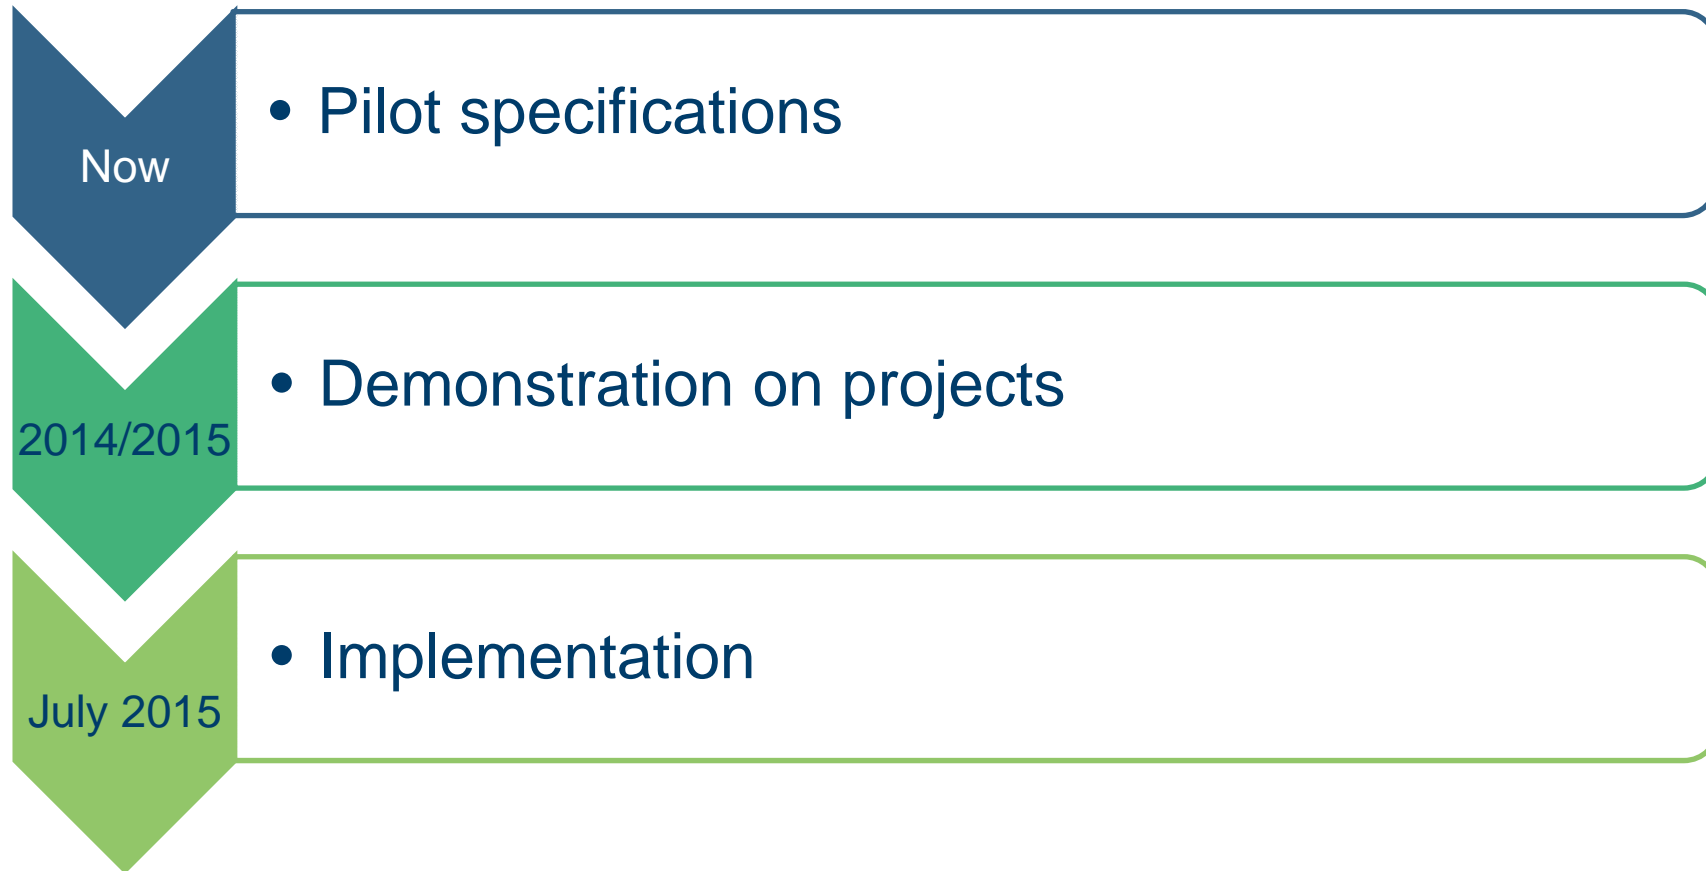 Now
• Pilot specifications
2014/2015
• Demonstration on projects
July 2015
• Implementation